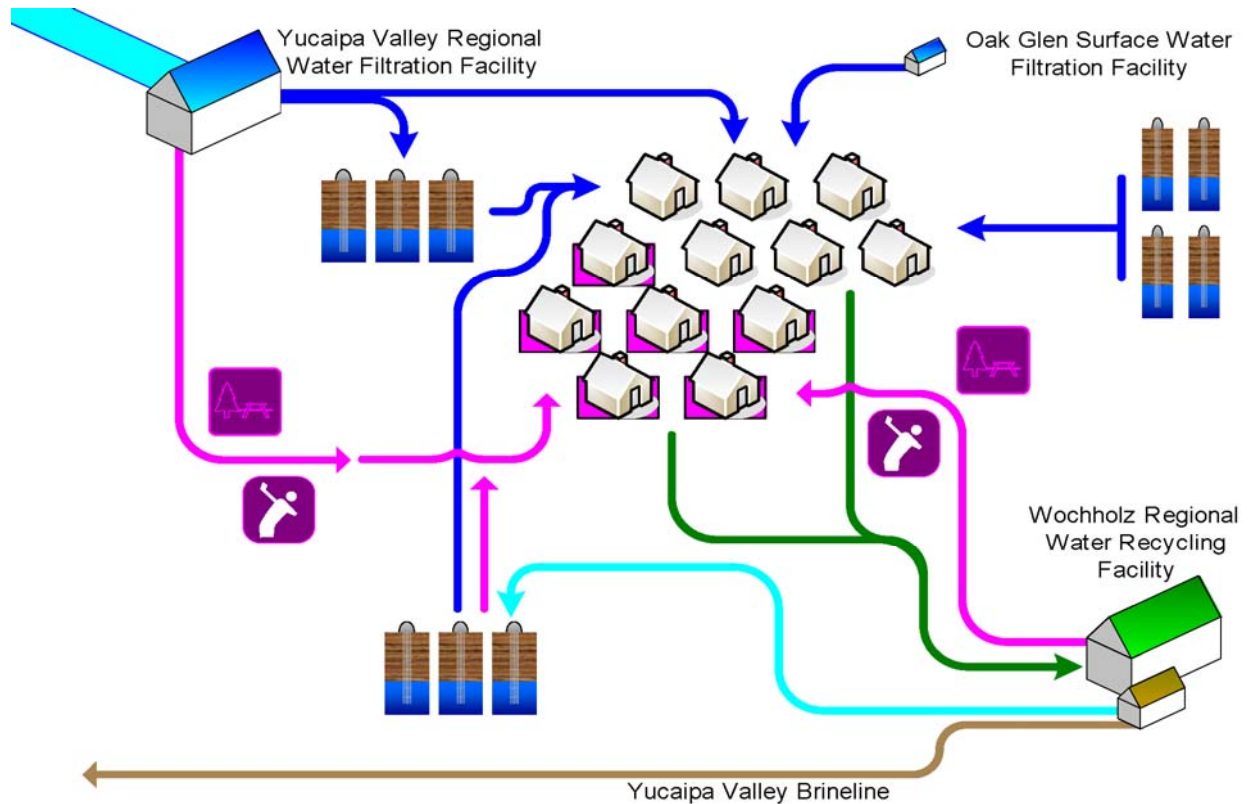 Yucaipa Valley Regional
Water Filtration Facility
Oak Glen Surface Water
Filtration Facility
Wochholz Regional
Water Recycling
Facility
Yucaipa Valley Brineline